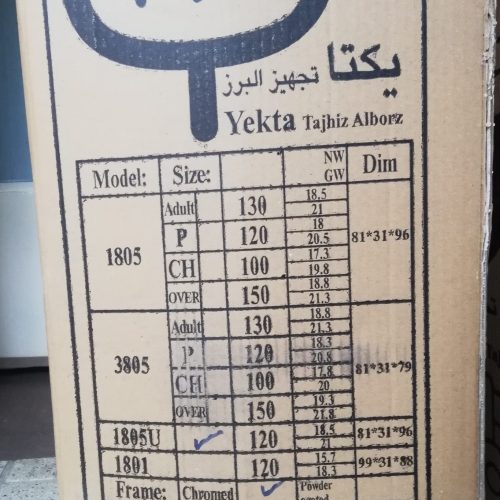 يكتا تجهيز البرز
Yekta Tajhiz Alborz
Model: Size: NW GW Dim
1805 Adult 130 18.5 21 81*31*96
P 120 18 20.5
CH 100 17.3 19.8
OVER 150 18.8 21.3
3805 Adult 130 18.8 21.3 81*31*79
P 120 18.3 20.8
CH 100 17.8 20
OVER 150 19.3 21.8
1805U 120 18.5 21 81*31*96
1801 120 15.7 18.3 99*31*88
Frame: Chromed Powder